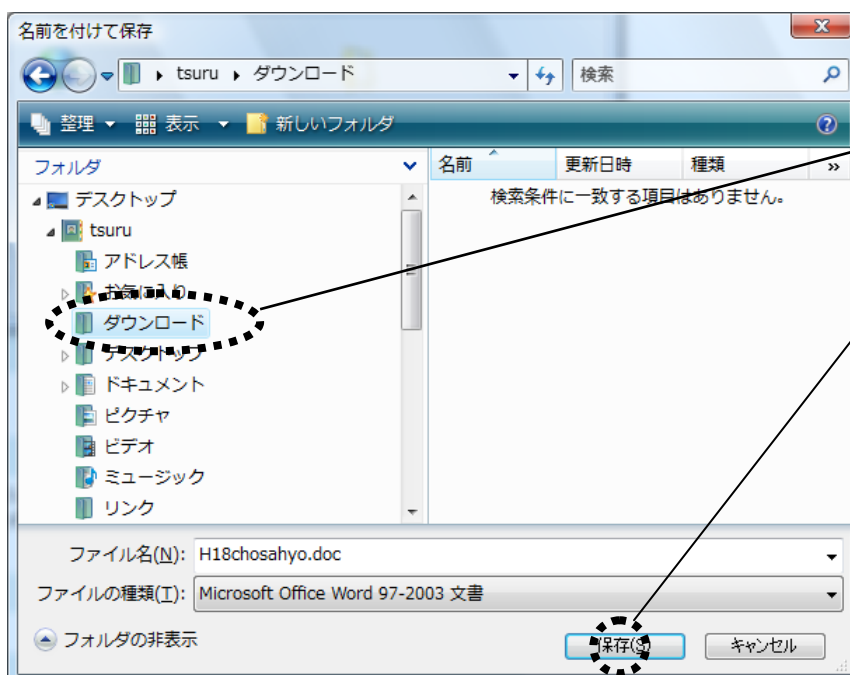 名前を付けて保存
tsuru ダウンロード 検索
整理 表示 新しいフォルダ
フォルダ 名前 更新日時 種類 »
デスクトップ 検索条件に一致する項目はありません。
tsuru
アドレス帳
お気に入り
ダウンロード
デスクトップ
ドキュメント
ピクチャ
ビデオ
ミュージック
リンク
ファイル名(N): H18chosahyo.doc
ファイルの種類(T): Microsoft Office Word 97-2003 文書
フォルダの非表示 保存(S) キャンセル